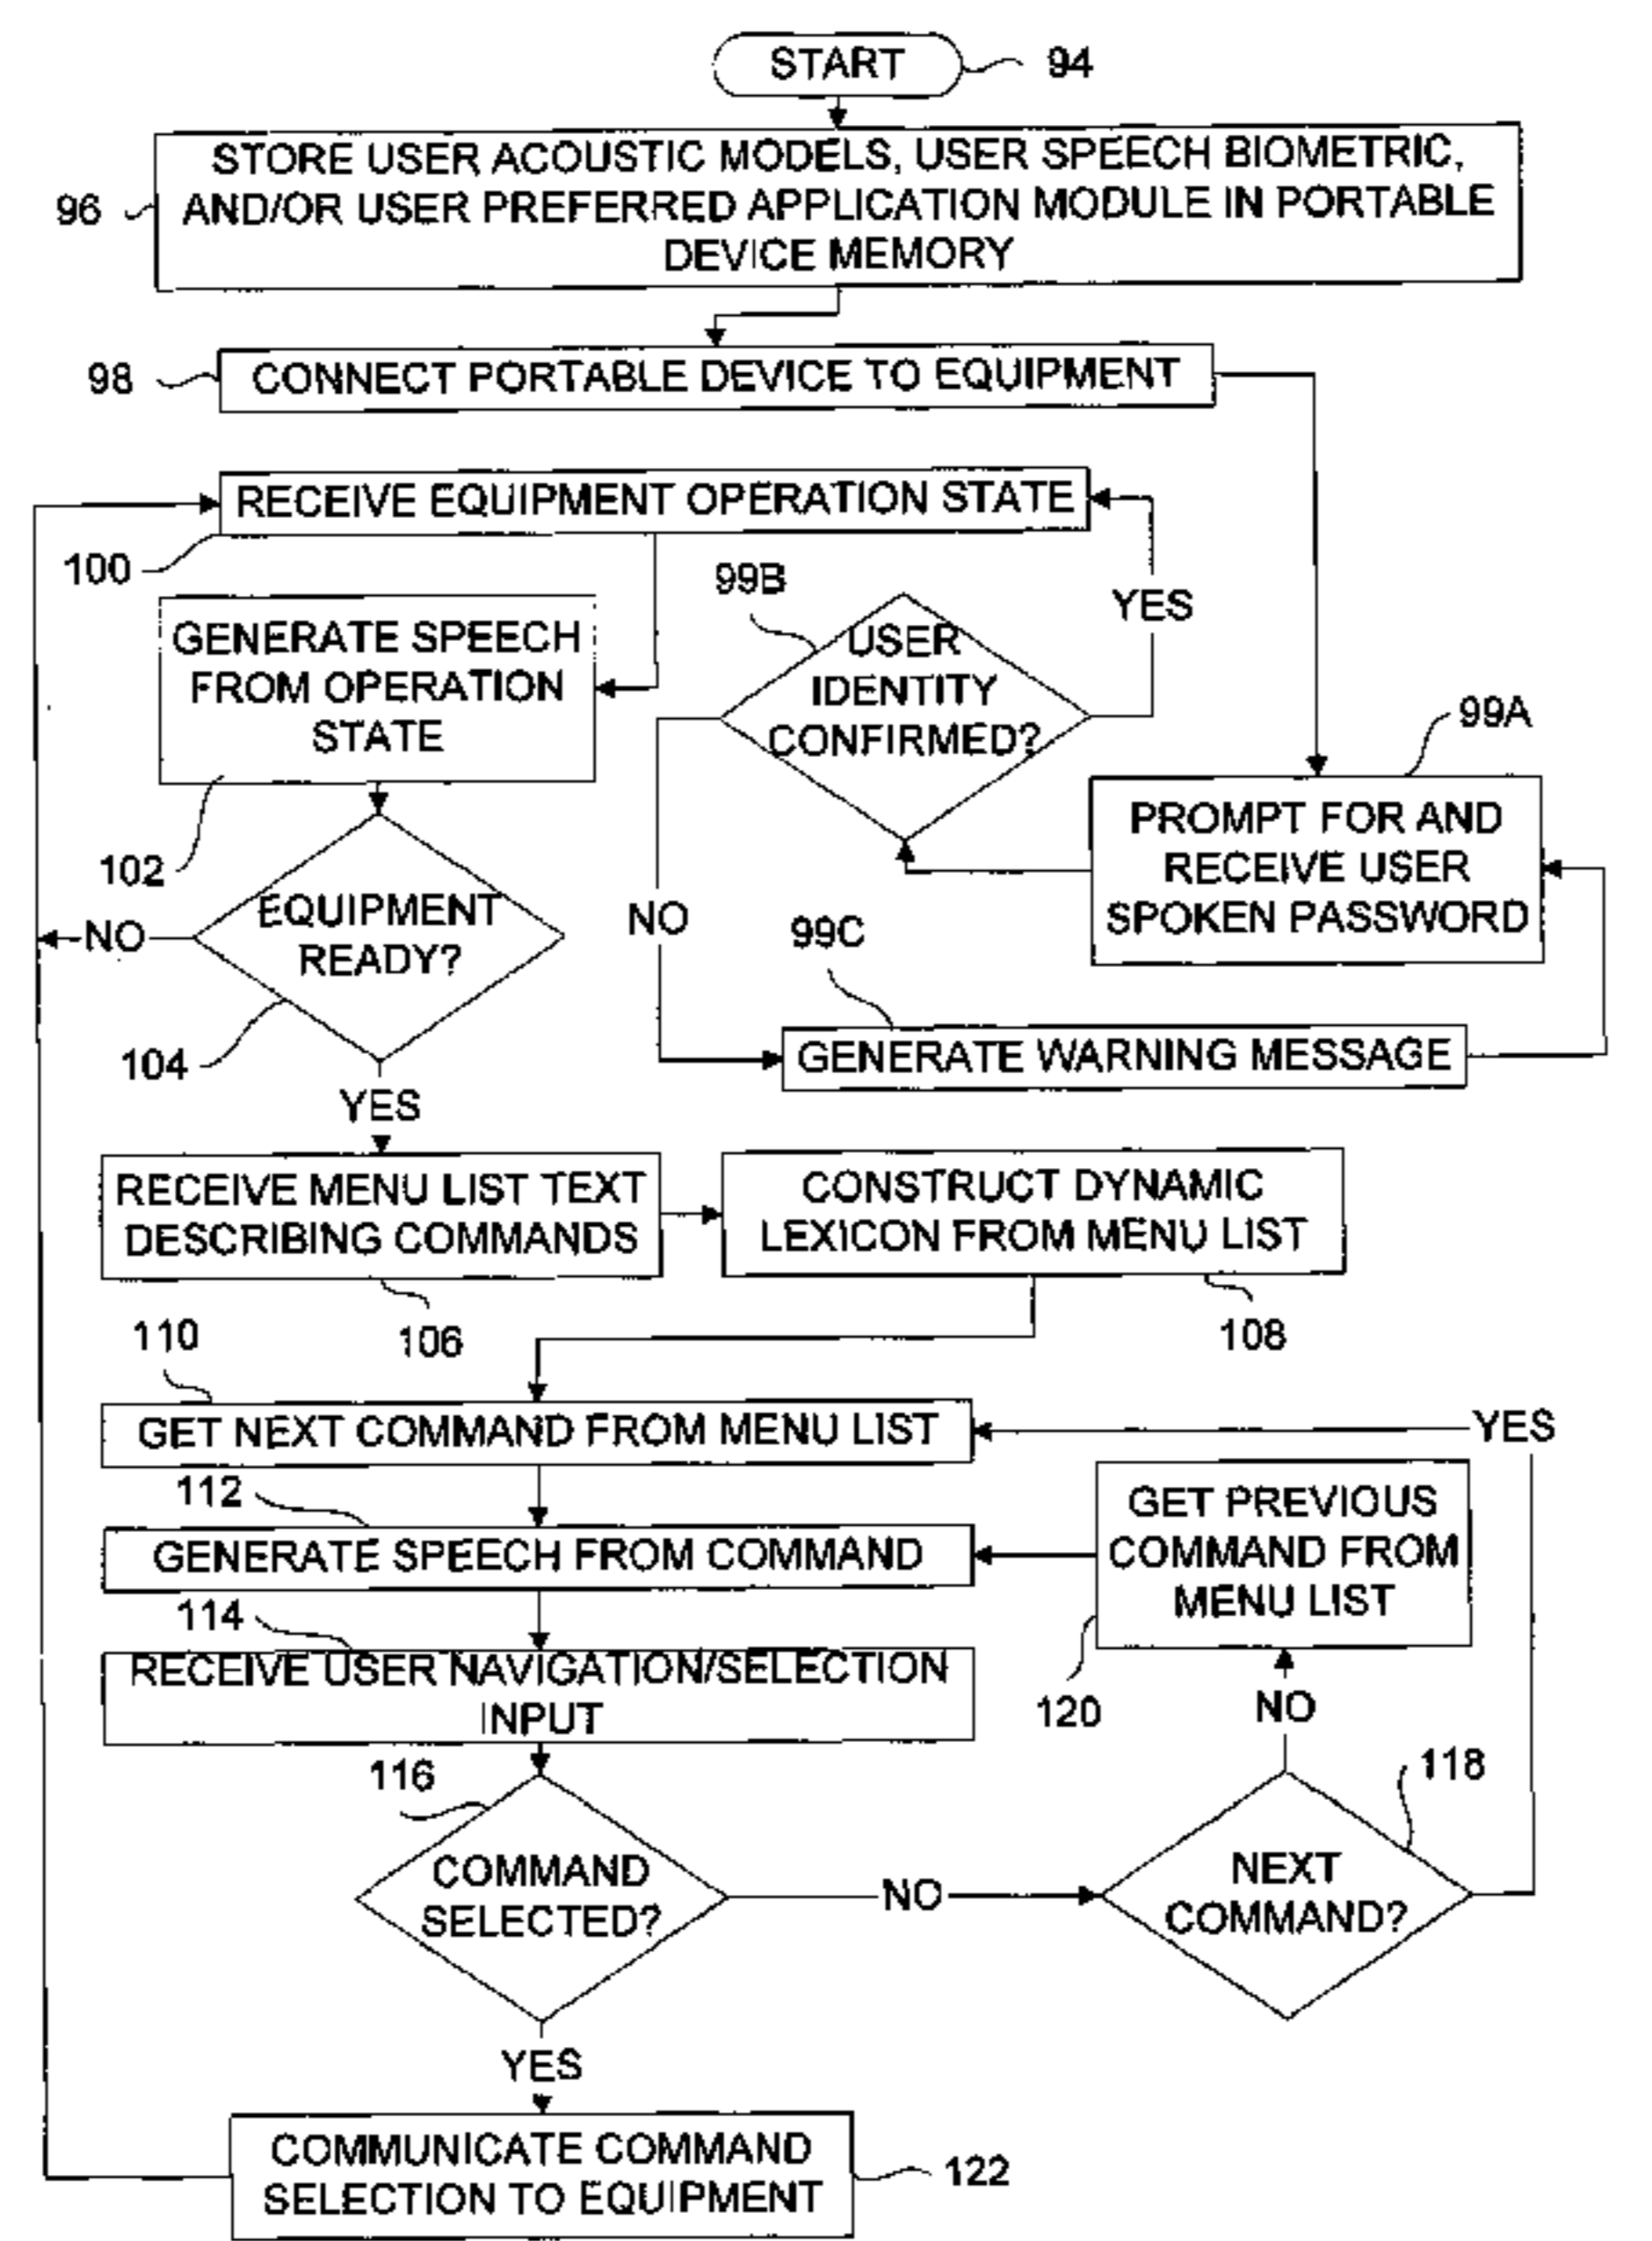 START
94
STORE USER ACOUSTIC MODELS, USER SPEECH BIOMETRIC,
AND/OR USER PREFERRED APPLICATION MODULE IN PORTABLE
DEVICE MEMORY
96
98
CONNECT PORTABLE DEVICE TO EQUIPMENT
RECEIVE EQUIPMENT OPERATION STATE
100
99B
YES
GENERATE SPEECH
FROM OPERATION
STATE
USER
IDENTITY
CONFIRMED?
99A
102
PROMPT FOR AND
RECEIVE USER
SPOKEN PASSWORD
NO
EQUIPMENT
READY?
NO
99C
104
GENERATE WARNING MESSAGE
YES
RECEIVE MENU LIST TEXT
DESCRIBING COMMANDS
CONSTRUCT DYNAMIC
LEXICON FROM MENU LIST
110
106
108
GET NEXT COMMAND FROM MENU LIST
YES
112
GENERATE SPEECH FROM COMMAND
GET PREVIOUS
COMMAND FROM
MENU LIST
114
RECEIVE USER NAVIGATION/SELECTION
INPUT
120
NO
116
118
COMMAND
SELECTED?
NO
NEXT
COMMAND?
YES
COMMUNICATE COMMAND
SELECTION TO EQUIPMENT
122